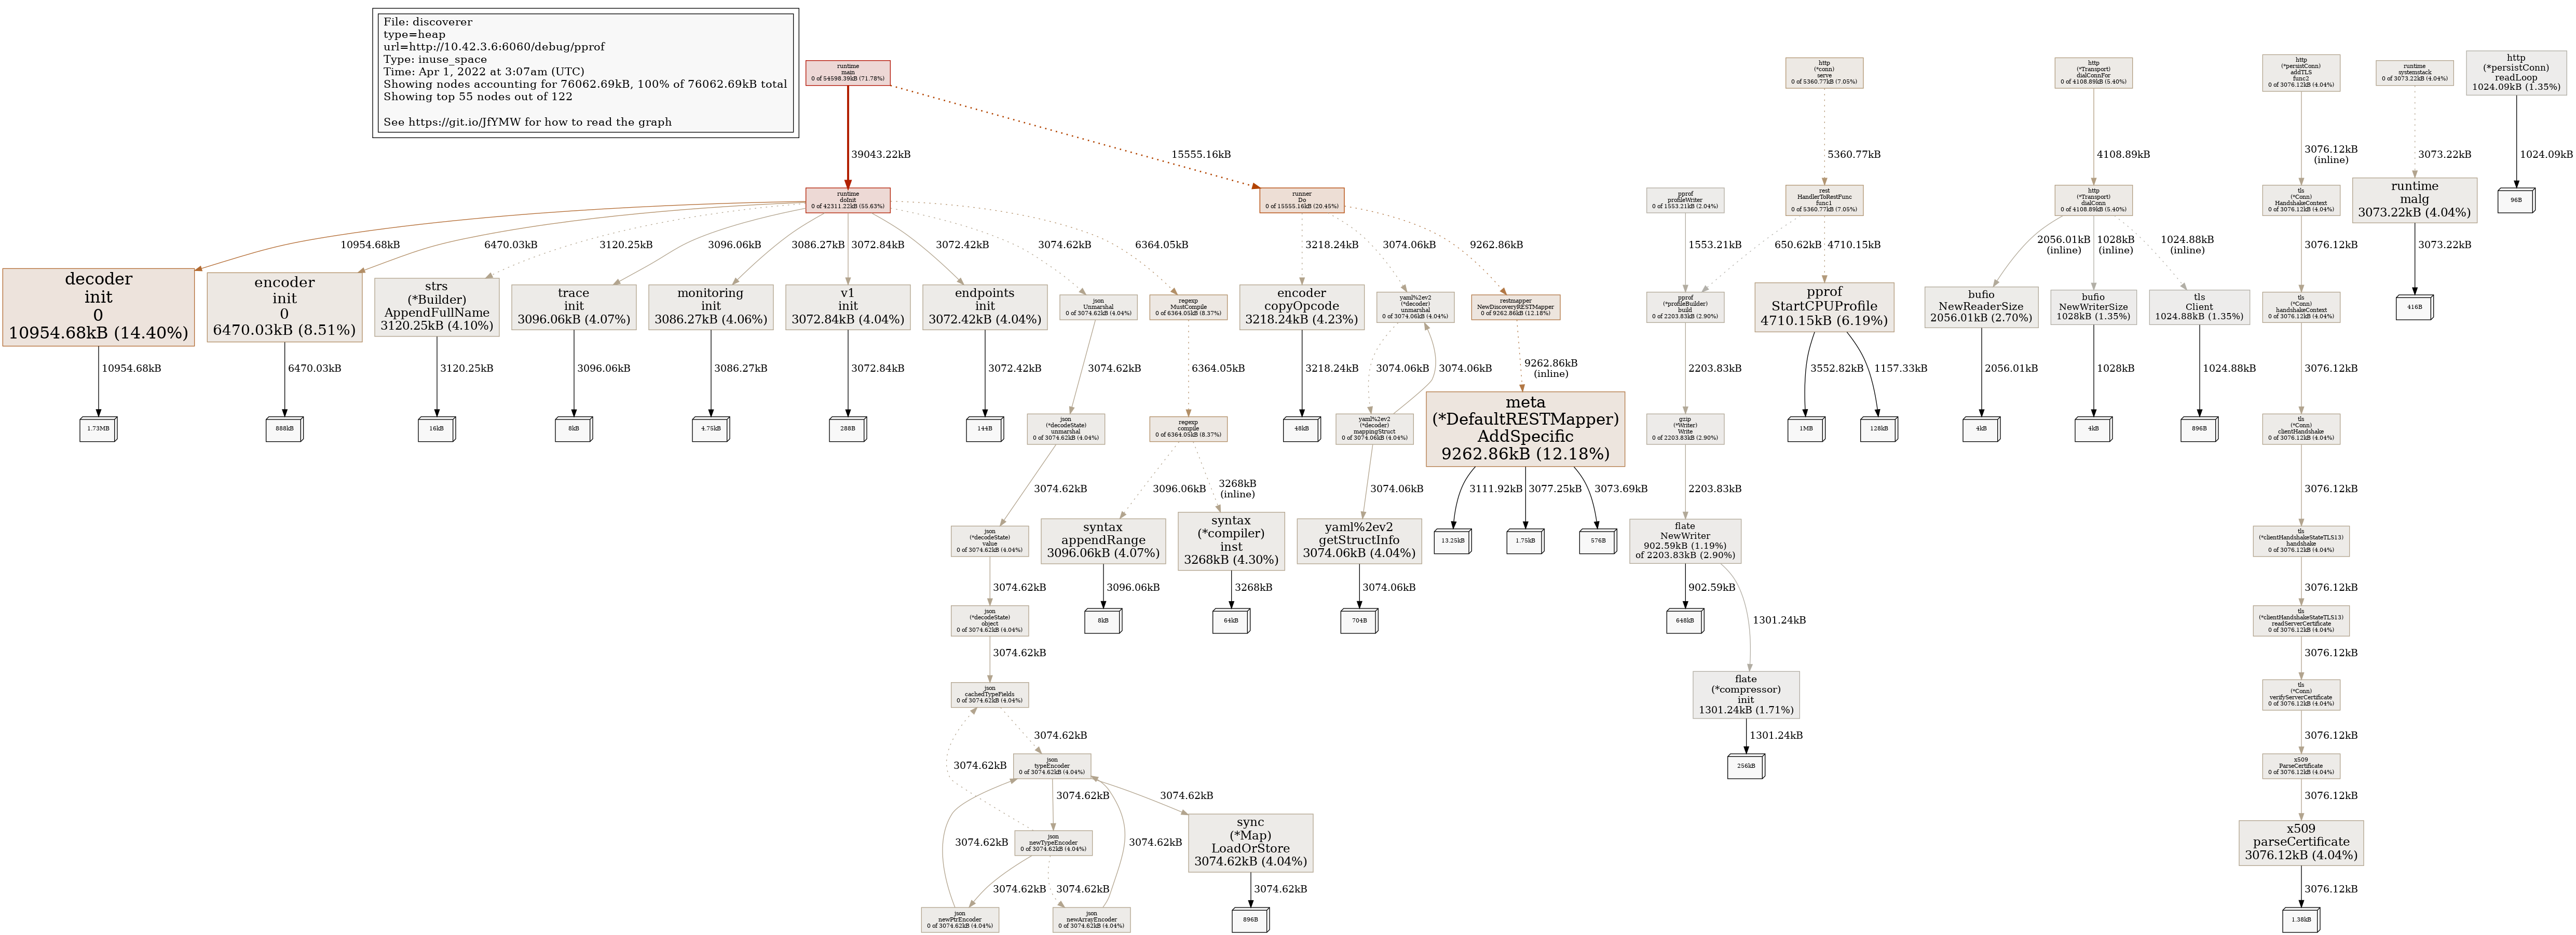 File: discoverer
type=heap
url=http://10.42.3.6:6060/debug/pprof
Type: inuse_space
Time: Apr 1, 2022 at 3:07am (UTC)
Showing nodes accounting for 76062.69kB, 100% of 76062.69kB total
Showing top 55 nodes out of 122
See https://git.io/JfYMW for how to read the graph
runtime
main
0 of 54598.39kB (71.78%)
http
(*conn)
serve
0 of 5360.77kB (7.05%)
http
(*Transport)
dialConnFor
0 of 4108.89kB (5.40%)
http
(*persistConn)
addTLS
func2
0 of 3076.12kB (4.04%)
runtime
systemstack
0 of 3073.22kB (4.04%)
http
(*persistConn)
readLoop
1024.09kB (1.35%)
39043.22kB
15555.16kB
5360.77kB
4108.89kB
3076.12kB
(inline)
3073.22kB
1024.09kB
runtime
doInit
0 of 42311.22kB (55.63%)
runner
Do
0 of 15555.16kB (20.45%)
pprof
profileWriter
0 of 1553.21kB (2.04%)
rest
HandlerToRestFunc
func1
0 of 5360.77kB (7.05%)
http
(*Transport)
dialConn
0 of 4108.89kB (5.40%)
tls
(*Conn)
HandshakeContext
0 of 3076.12kB (4.04%)
runtime
malg
3073.22kB (4.04%)
96B
10954.68kB
6470.03kB
3120.25kB
3096.06kB
3086.27kB
3072.84kB
3072.42kB
3074.62kB
6364.05kB
3218.24kB
3074.06kB
9262.86kB
1553.21kB
650.62kB
4710.15kB
2056.01kB
(inline)
1028kB
(inline)
1024.88kB
(inline)
3076.12kB
3073.22kB
decoder
init
0
10954.68kB (14.40%)
encoder
init
0
6470.03kB (8.51%)
strs
(*Builder)
AppendFullName
3120.25kB (4.10%)
trace
init
3096.06kB (4.07%)
monitoring
init
3086.27kB (4.06%)
v1
init
3072.84kB (4.04%)
endpoints
init
3072.42kB (4.04%)
json
Unmarshal
0 of 3074.62kB (4.04%)
regexp
MustCompile
0 of 6364.05kB (8.37%)
encoder
copyOpcode
3218.24kB (4.23%)
yaml%2ev2
(*decoder)
unmarshal
0 of 3074.06kB (4.04%)
restmapper
NewDiscoveryRESTMapper
0 of 9262.86kB (12.18%)
pprof
(*profileBuilder)
build
0 of 2203.83kB (2.90%)
pprof
StartCPUProfile
4710.15kB (6.19%)
bufio
NewReaderSize
2056.01kB (2.70%)
bufio
NewWriterSize
1028kB (1.35%)
tls
Client
1024.88kB (1.35%)
tls
(*Conn)
handshakeContext
0 of 3076.12kB (4.04%)
416B
10954.68kB
6470.03kB
3120.25kB
3096.06kB
3086.27kB
3072.84kB
3072.42kB
3074.62kB
6364.05kB
3218.24kB
3074.06kB
3074.06kB
9262.86kB
(inline)
2203.83kB
3552.82kB
1157.33kB
2056.01kB
1028kB
1024.88kB
3076.12kB
1.73MB
888kB
16kB
8kB
4.75kB
288B
144B
json
(*decodeState)
unmarshal
0 of 3074.62kB (4.04%)
regexp
compile
0 of 6364.05kB (8.37%)
48kB
yaml%2ev2
(*decoder)
mappingStruct
0 of 3074.06kB (4.04%)
meta
(*DefaultRESTMapper)
AddSpecific
9262.86kB (12.18%)
gzip
(*Writer)
Write
0 of 2203.83kB (2.90%)
1MB
128kB
4kB
4kB
896B
tls
(*Conn)
clientHandshake
0 of 3076.12kB (4.04%)
3074.62kB
3096.06kB
3268kB
(inline)
3074.06kB
3111.92kB
3077.25kB
3073.69kB
2203.83kB
3076.12kB
json
(*decodeState)
value
0 of 3074.62kB (4.04%)
syntax
appendRange
3096.06kB (4.07%)
syntax
(*compiler)
inst
3268kB (4.30%)
yaml%2ev2
getStructInfo
3074.06kB (4.04%)
13.25kB
1.75kB
576B
flate
NewWriter
902.59kB (1.19%)
of 2203.83kB (2.90%)
tls
(*clientHandshakeStateTLS13)
handshake
0 of 3076.12kB (4.04%)
3074.62kB
3096.06kB
3268kB
3074.06kB
902.59kB
1301.24kB
3076.12kB
json
(*decodeState)
object
0 of 3074.62kB (4.04%)
8kB
64kB
704B
648kB
tls
(*clientHandshakeStateTLS13)
readServerCertificate
0 of 3076.12kB (4.04%)
3074.62kB
3076.12kB
json
cachedTypeFields
0 of 3074.62kB (4.04%)
flate
(*compressor)
init
1301.24kB (1.71%)
tls
(*Conn)
verifyServerCertificate
0 of 3076.12kB (4.04%)
3074.62kB
1301.24kB
3076.12kB
json
typeEncoder
0 of 3074.62kB (4.04%)
3074.62kB
256kB
x509
ParseCertificate
0 of 3076.12kB (4.04%)
3074.62kB
3074.62kB
3076.12kB
json
newTypeEncoder
0 of 3074.62kB (4.04%)
3074.62kB
3074.62kB
sync
(*Map)
LoadOrStore
3074.62kB (4.04%)
x509
parseCertificate
3076.12kB (4.04%)
3074.62kB
3074.62kB
3074.62kB
3076.12kB
json
newPtrEncoder
0 of 3074.62kB (4.04%)
json
newArrayEncoder
0 of 3074.62kB (4.04%)
896B
1.38kB